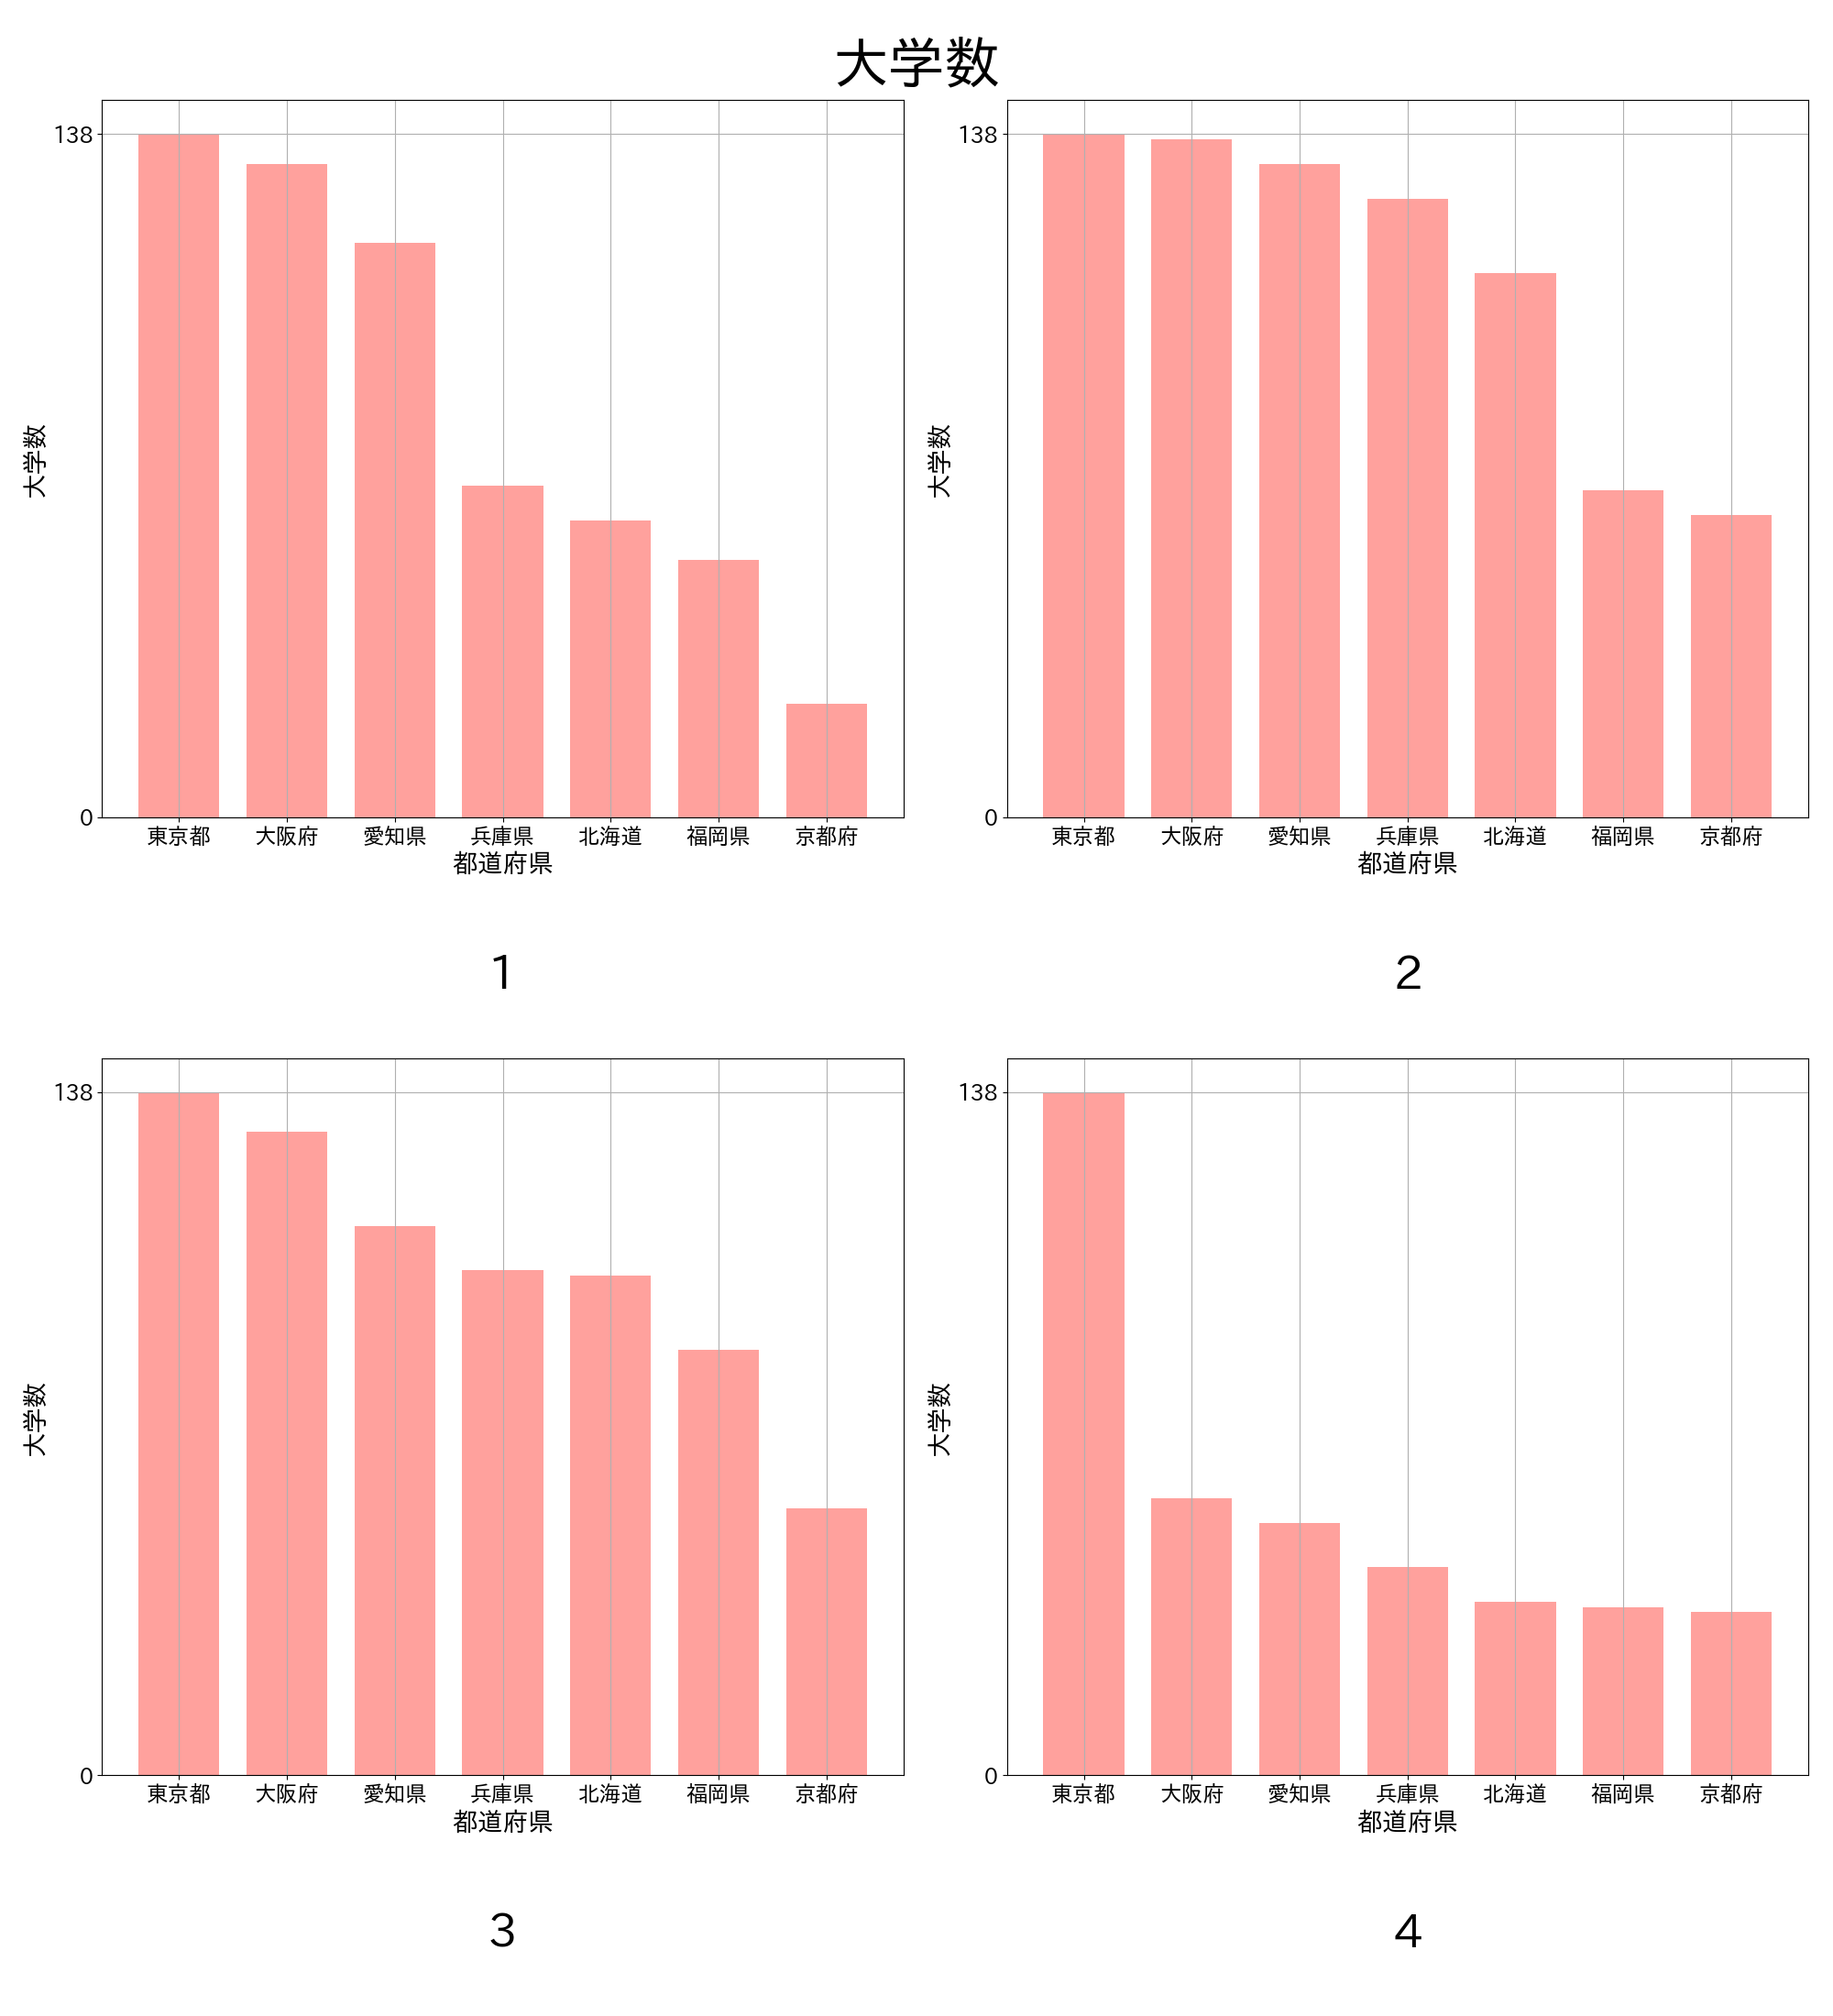 大学数
138
0
大学数
東京都 大阪府 愛知県 兵庫県 北海道 福岡県 京都府
都道府県
1
138
0
大学数
東京都 大阪府 愛知県 兵庫県 北海道 福岡県 京都府
都道府県
2
138
0
大学数
東京都 大阪府 愛知県 兵庫県 北海道 福岡県 京都府
都道府県
3
138
0
大学数
東京都 大阪府 愛知県 兵庫県 北海道 福岡県 京都府
都道府県
4